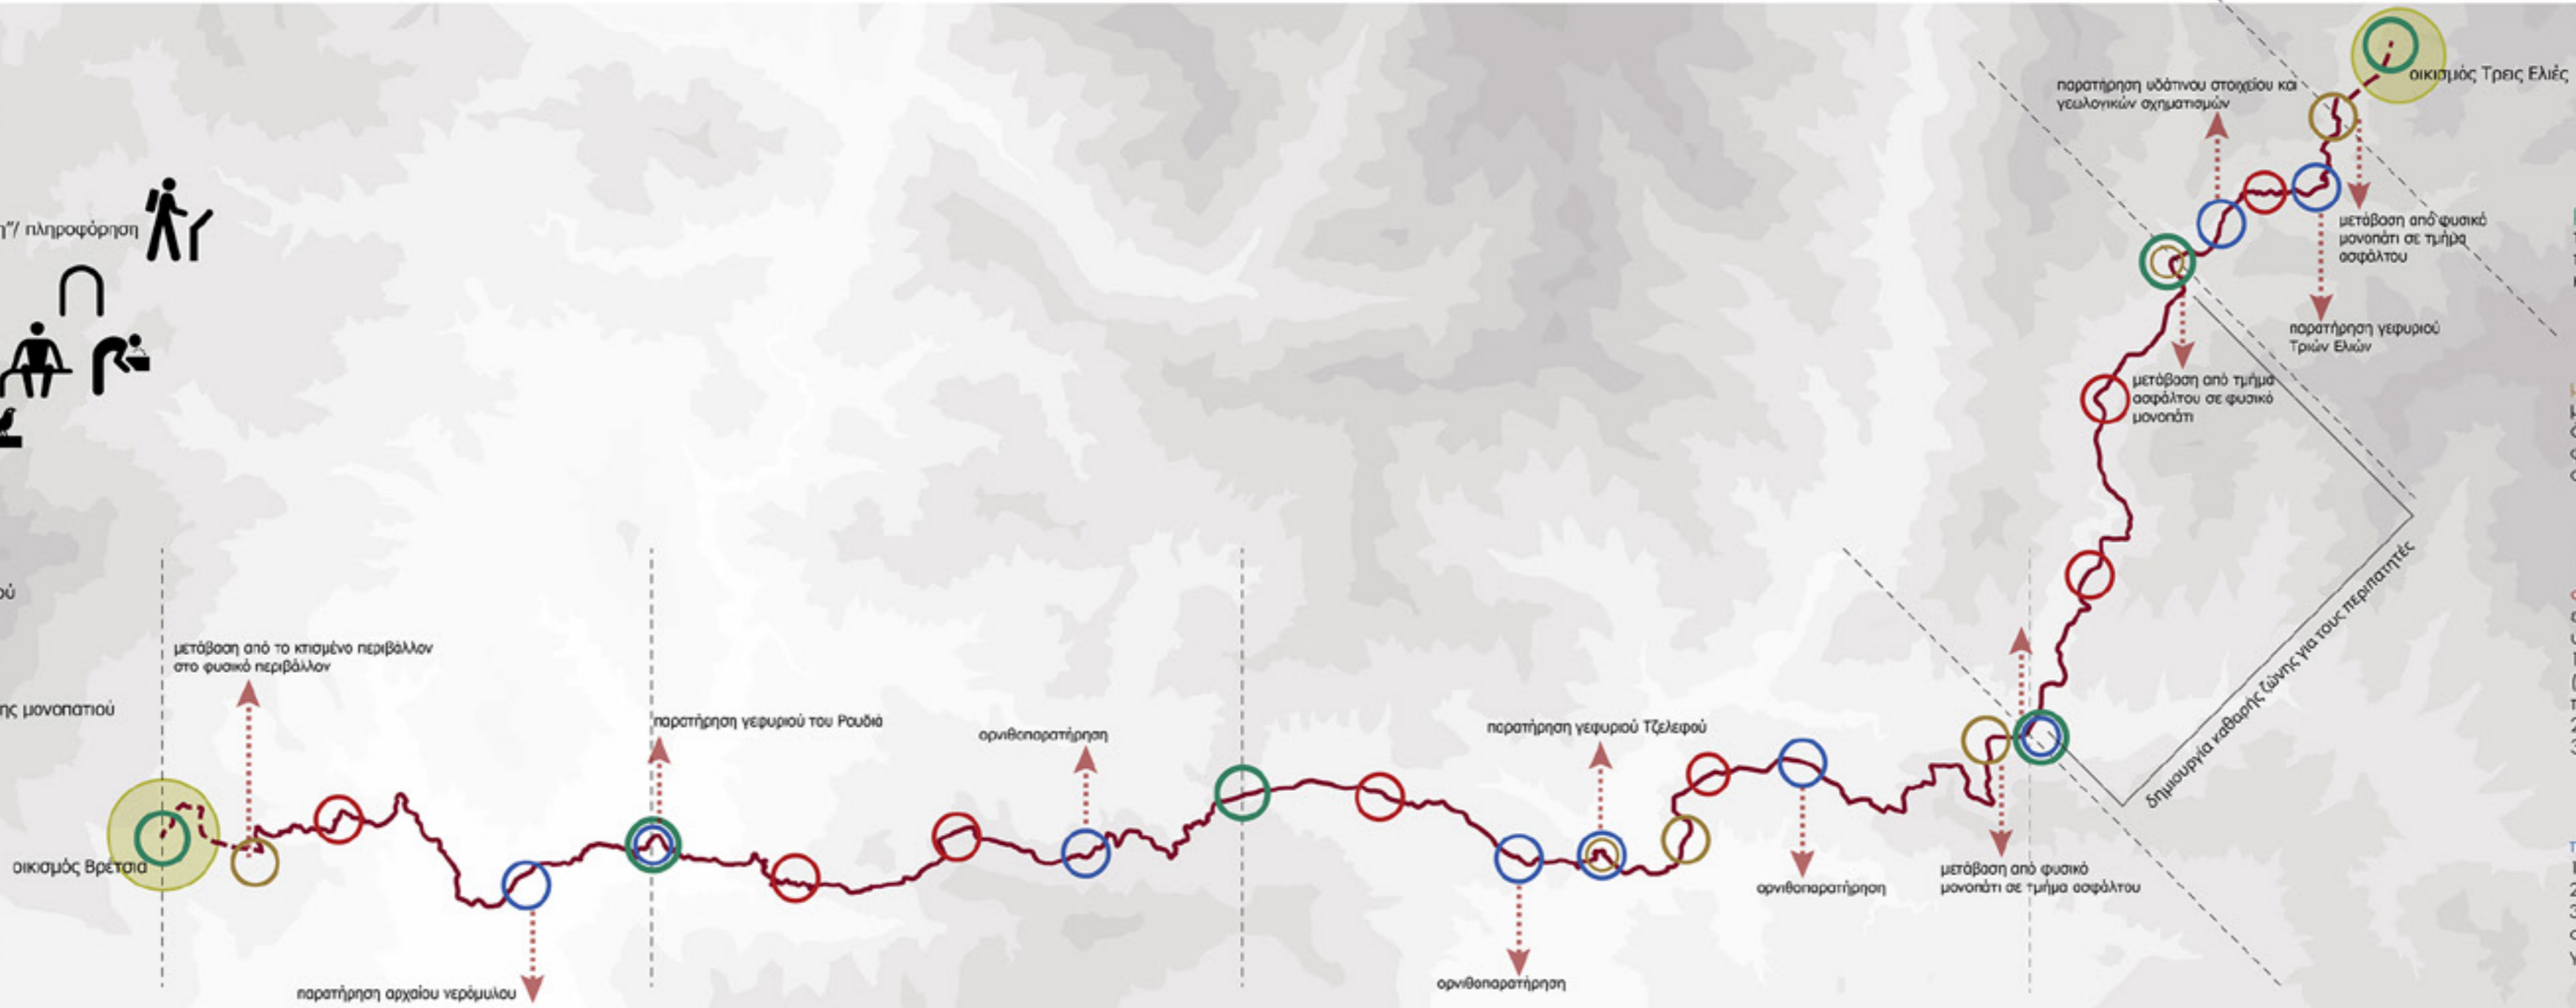 οικισμός Τρεις Ελιές
παρατήρηση υδάτινου στοιχείου και
γεωλογικών σχηματισμών
μετάβαση από φυσικό
μονοπάτι σε τμήμα
ασφάλτου
πληροφόρηση
παρατήρηση γεφυριού
Τριών Ελιών
μετάβαση από τμήμα
ασφάλτου σε φυσικό
μονοπάτι
δημιουργία καθαρής ζώνης για τους περιπατητές
μετάβαση από το κτισμένο περιβάλλον
στο φυσικό περιβάλλον
μονοπατιού
παρατήρηση γεφυριού του Ρουδιά
ορνιθοπαρατήρηση
παρατήρηση γεφυριού Τζελεφού
οικισμός Βρέτσια
μετάβαση από φυσικό
μονοπάτι σε τμήμα ασφάλτου
ορνιθοπαρατήρηση
ορνιθοπαρατήρηση
παρατήρηση αρχαίου νερόμυλου